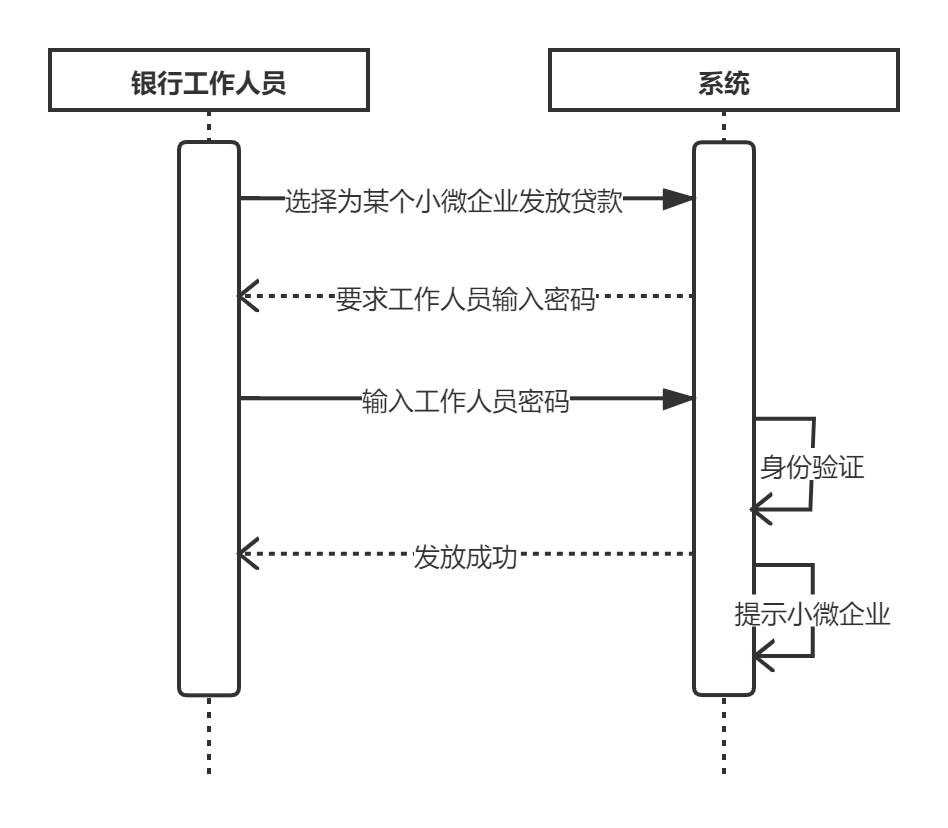 银行工作人员
系统
选择为某个小微企业发放贷款
要求工作人员输入密码
输入工作人员密码
身份验证
发放成功
提示小微企业